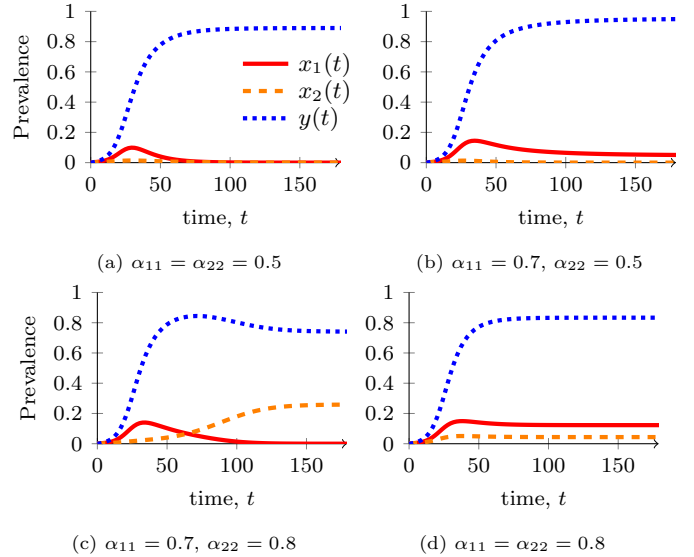 1
0.8
0.6
0.4
0.2
0
Prevalence
x₁(t)
x₂(t)
y(t)
0 50 100 150
time, t
(a) α₁₁ = α₂₂ = 0.5
1
0.8
0.6
0.4
0.2
0
0 50 100 150
time, t
(b) α₁₁ = 0.7, α₂₂ = 0.5
1
0.8
0.6
0.4
0.2
0
Prevalence
0 50 100 150
time, t
(c) α₁₁ = 0.7, α₂₂ = 0.8
1
0.8
0.6
0.4
0.2
0
0 50 100 150
time, t
(d) α₁₁ = α₂₂ = 0.8